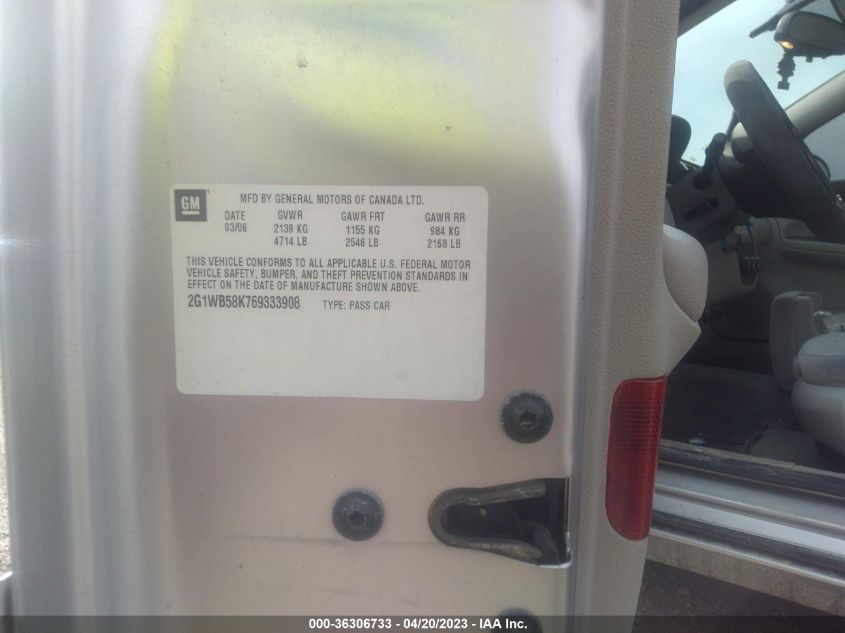 GM
MFD BY GENERAL MOTORS OF CANADA LTD.
DATE GVWR GAWR FRT GAWR RR
03/06 2139 KG 1155 KG 984 KG
4714 LB 2546 LB 2168 LB
THIS VEHICLE CONFORMS TO ALL APPLICABLE U.S. FEDERAL MOTOR
VEHICLE SAFETY, BUMPER, AND THEFT PREVENTION STANDARDS IN
EFFECT ON THE DATE OF MANUFACTURE SHOWN ABOVE.
2G1WB58K769333908 TYPE: PASS CAR
000-36306733 - 04/20/2023 - IAA Inc.